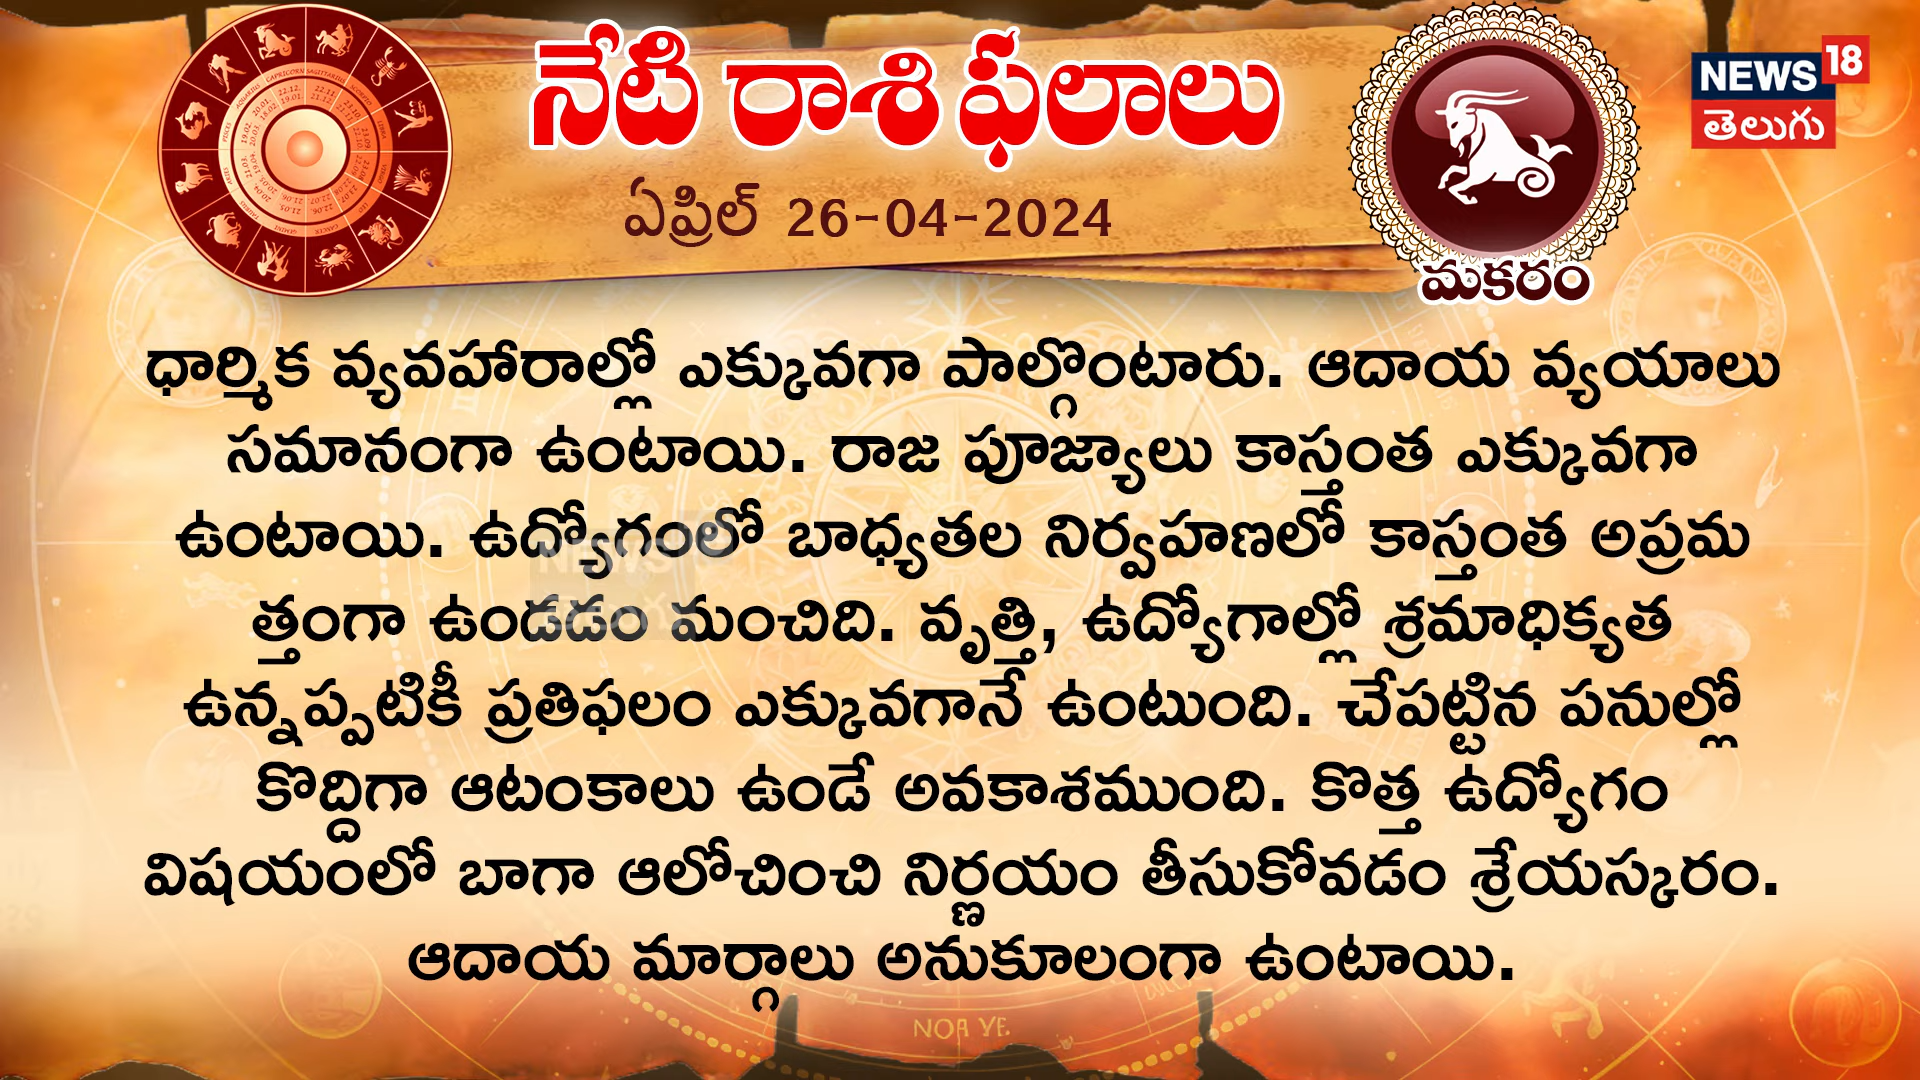 నేటి రాశి ఫలాలు
NEWS 18
తెలుగు
ఏప్రిల్ 26-04-2024
మకరం
ధార్మిక వ్యవహారాల్లో ఎక్కువగా పాల్గొంటారు. ఆదాయ వ్యయాలు
సమానంగా ఉంటాయి. రాజ పూజ్యాలు కాస్తంత ఎక్కువగా
ఉంటాయి. ఉద్యోగంలో బాధ్యతల నిర్వహణలో కాస్తంత అప్రమ
త్తంగా ఉండడం మంచిది. వృత్తి, ఉద్యోగాల్లో శ్రమాధిక్యత
ఉన్నప్పటికీ ప్రతిఫలం ఎక్కువగానే ఉంటుంది. చేపట్టిన పనుల్లో
కొద్దిగా ఆటంకాలు ఉండే అవకాశముంది. కొత్త ఉద్యోగం
విషయంలో బాగా ఆలోచించి నిర్ణయం తీసుకోవడం శ్రేయస్కరం.
ఆదాయ మార్గాలు అనుకూలంగా ఉంటాయి.